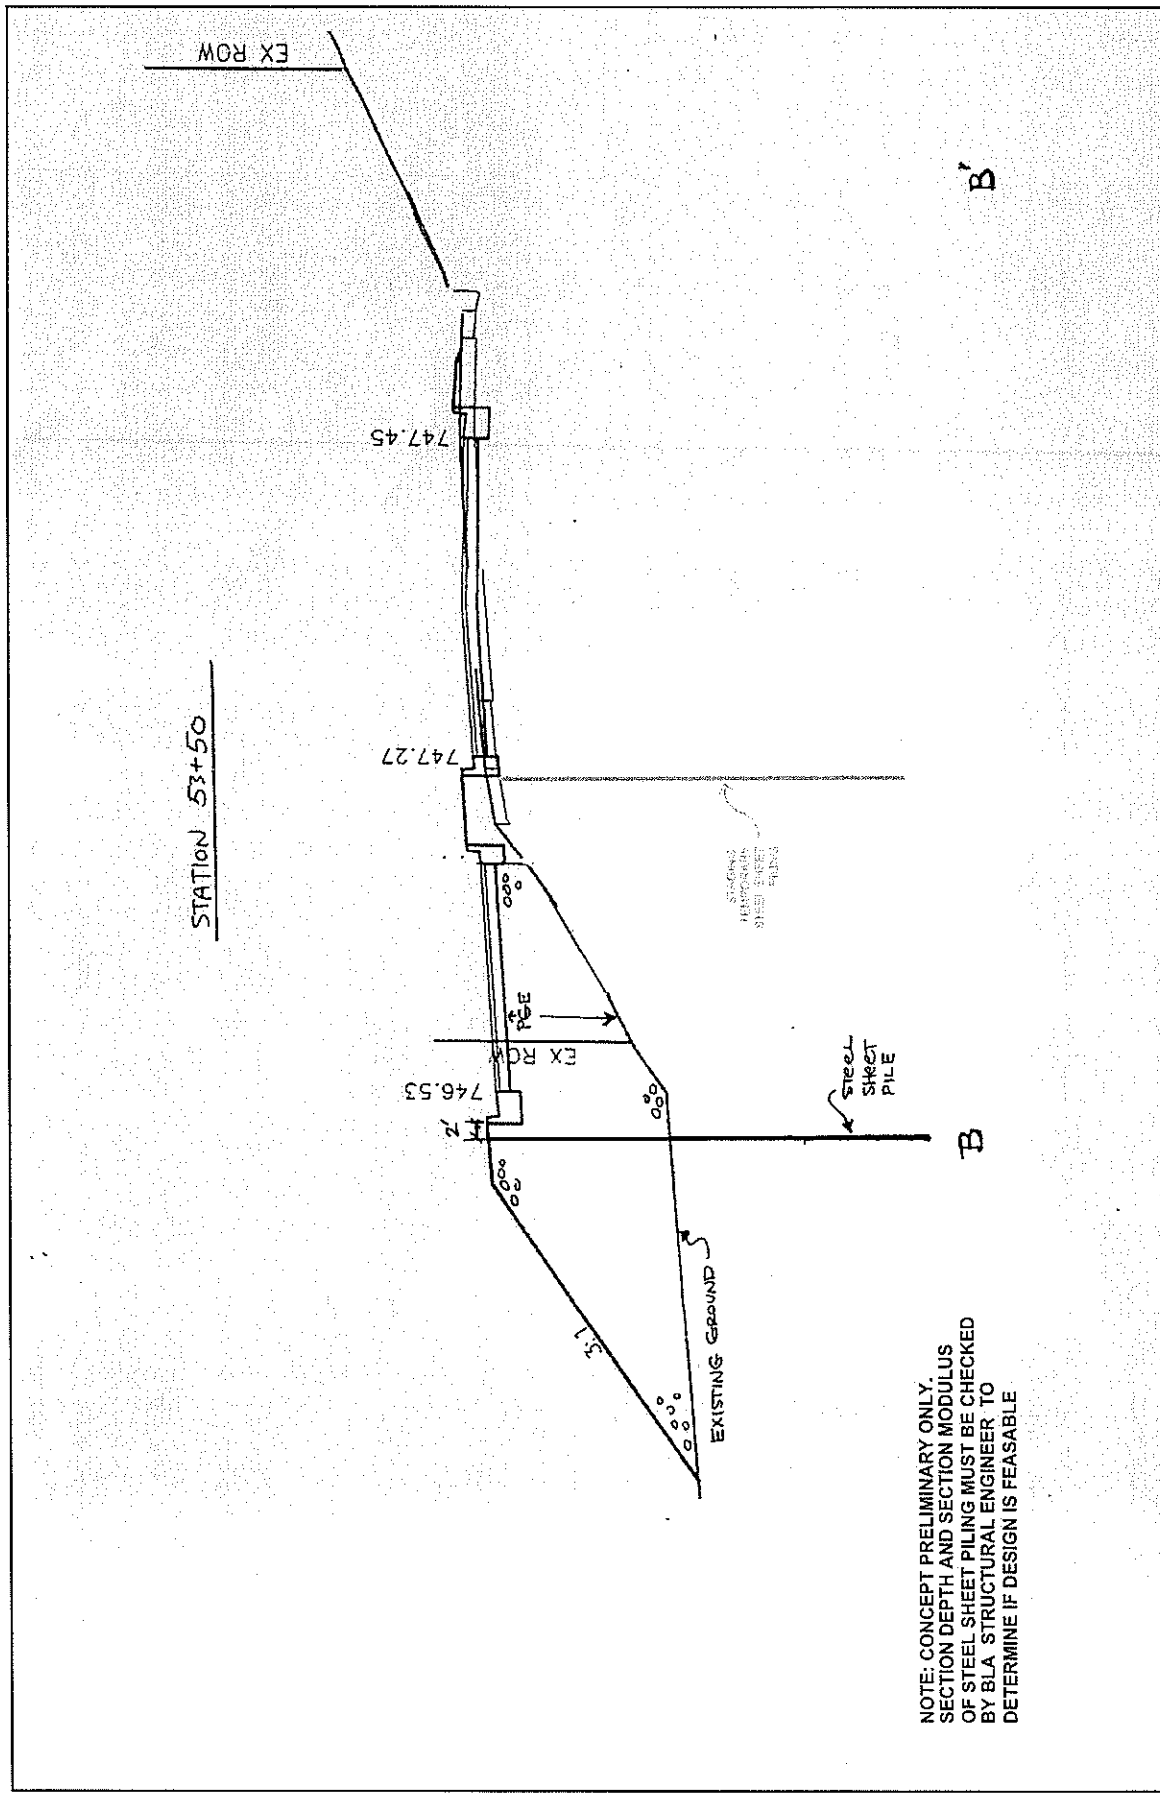 STATION 53+50
EX ROW
747.45
747.27
746.53
2'
EX ROW
PGE
3:1
EXISTING GROUND
STEEL
SHEET
PILE
B
B'
NOTE: CONCEPT PRELIMINARY ONLY.
SECTION DEPTH AND SECTION MODULUS
OF STEEL SHEET PILING MUST BE CHECKED
BY BLA STRUCTURAL ENGINEER TO
DETERMINE IF DESIGN IS FEASABLE